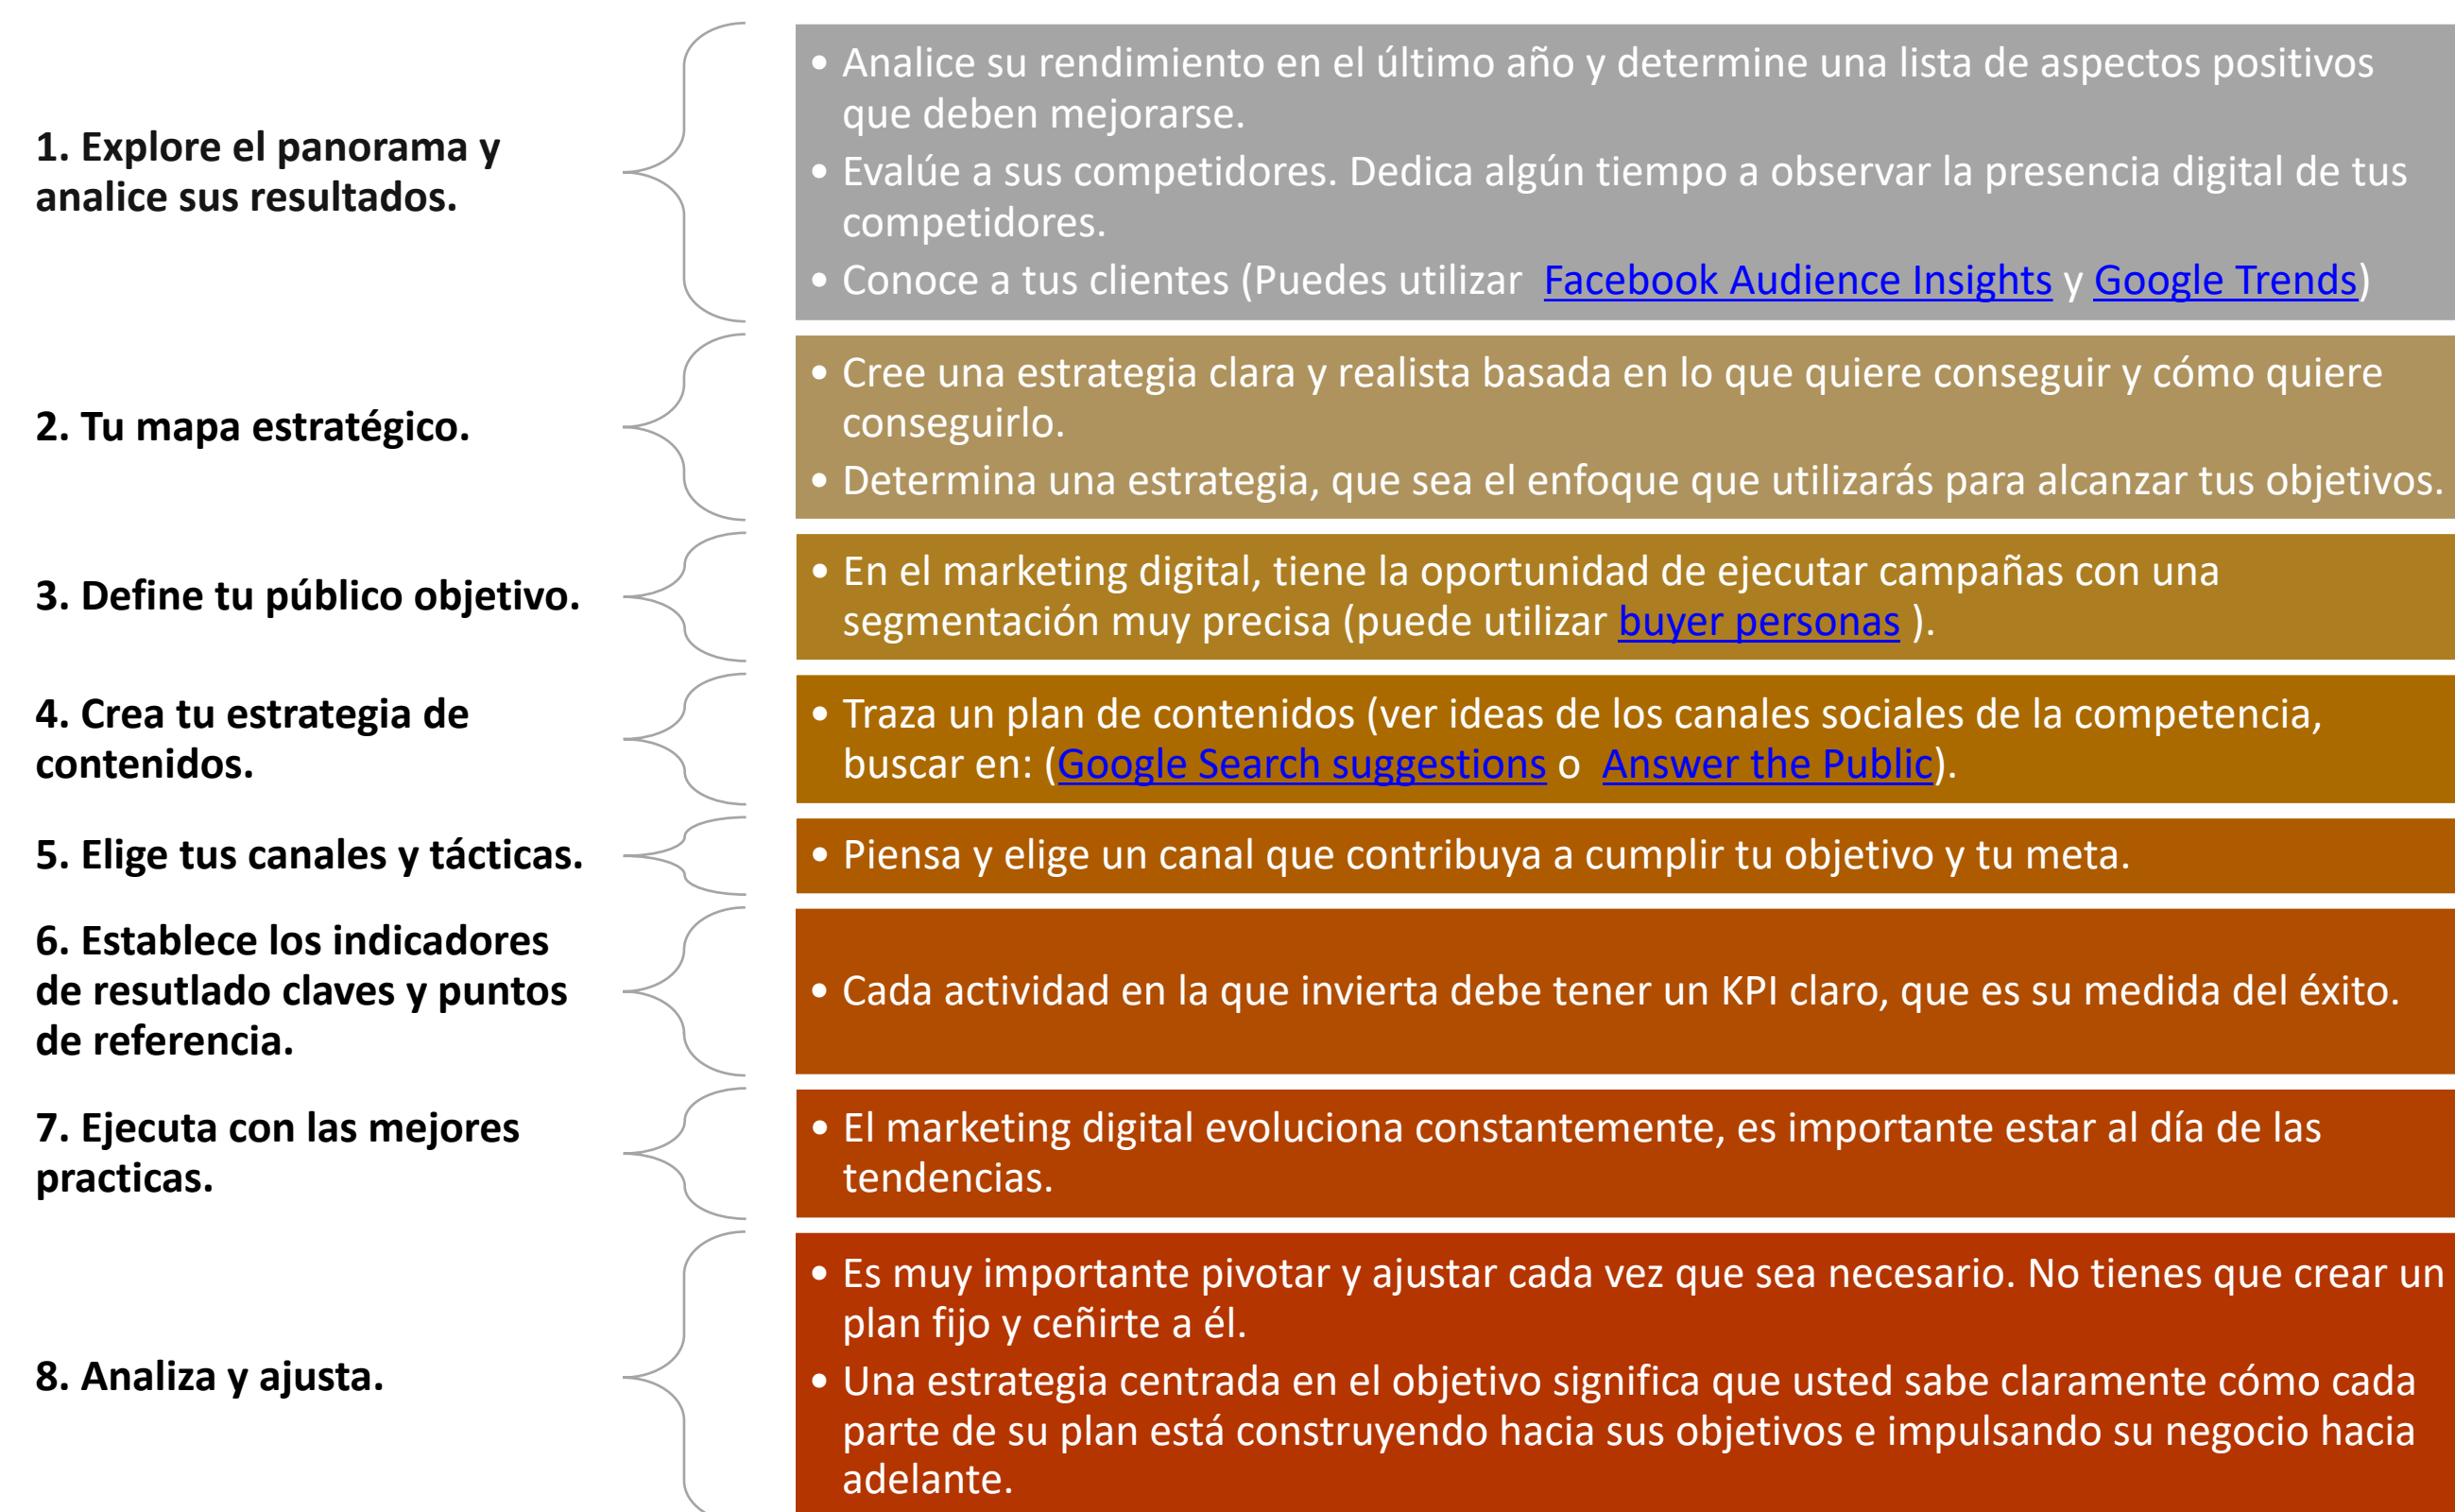 1. Explore el panorama y
analice sus resultados.
• Analice su rendimiento en el último año y determine una lista de aspectos positivos
que deben mejorarse.
• Evalúe a sus competidores. Dedica algún tiempo a observar la presencia digital de tus
competidores.
• Conoce a tus clientes (Puedes utilizar Facebook Audience Insights y Google Trends)
2. Tu mapa estratégico.
• Cree una estrategia clara y realista basada en lo que quiere conseguir y cómo quiere
conseguirlo.
• Determina una estrategia, que sea el enfoque que utilizarás para alcanzar tus objetivos.
3. Define tu público objetivo.
• En el marketing digital, tiene la oportunidad de ejecutar campañas con una
segmentación muy precisa (puede utilizar buyer personas ).
4. Crea tu estrategia de
contenidos.
• Traza un plan de contenidos (ver ideas de los canales sociales de la competencia,
buscar en: (Google Search suggestions o Answer the Public).
5. Elige tus canales y tácticas.
• Piensa y elige un canal que contribuya a cumplir tu objetivo y tu meta.
6. Establece los indicadores
de resutlado claves y puntos
de referencia.
• Cada actividad en la que invierta debe tener un KPI claro, que es su medida del éxito.
7. Ejecuta con las mejores
practicas.
• El marketing digital evoluciona constantemente, es importante estar al día de las
tendencias.
8. Analiza y ajusta.
• Es muy importante pivotar y ajustar cada vez que sea necesario. No tienes que crear un
plan fijo y ceñirte a él.
• Una estrategia centrada en el objetivo significa que usted sabe claramente cómo cada
parte de su plan está construyendo hacia sus objetivos e impulsando su negocio hacia
adelante.